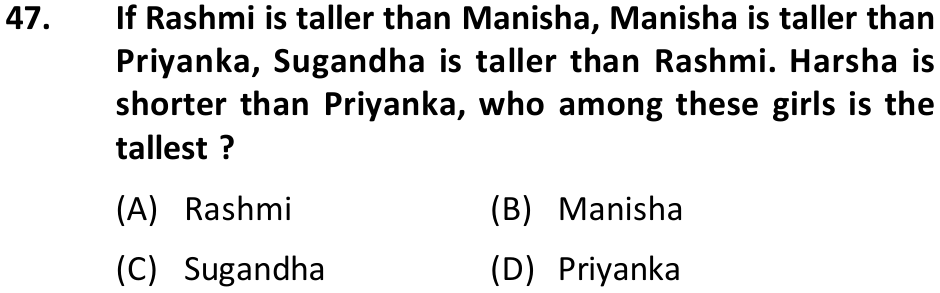 47. If Rashmi is taller than Manisha, Manisha is taller than
Priyanka, Sugandha is taller than Rashmi. Harsha is
shorter than Priyanka, who among these girls is the
tallest ?
(A) Rashmi (B) Manisha
(C) Sugandha (D) Priyanka